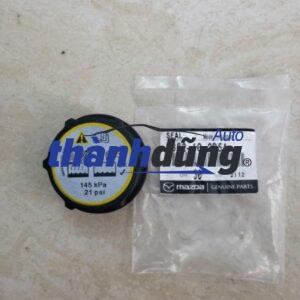 SEAL
Auto
thanhdũng
®
145 kPa
21 psi
mazda GENUINE PARTS